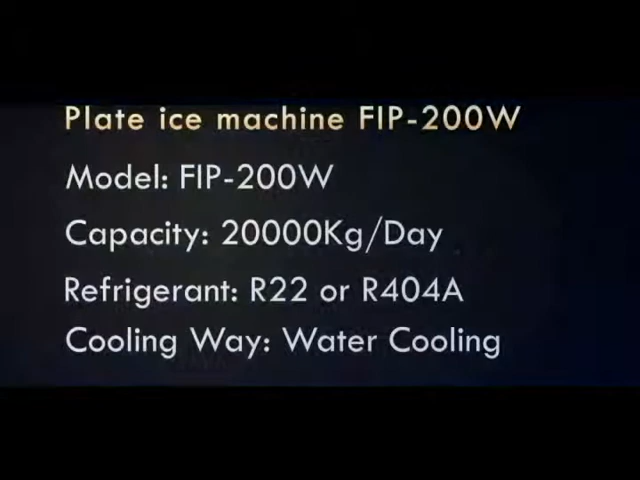 Plate ice machine FIP-200W
Model: FIP-200W
Capacity: 20000Kg/Day
Refrigerant: R22 or R404A
Cooling Way: Water Cooling